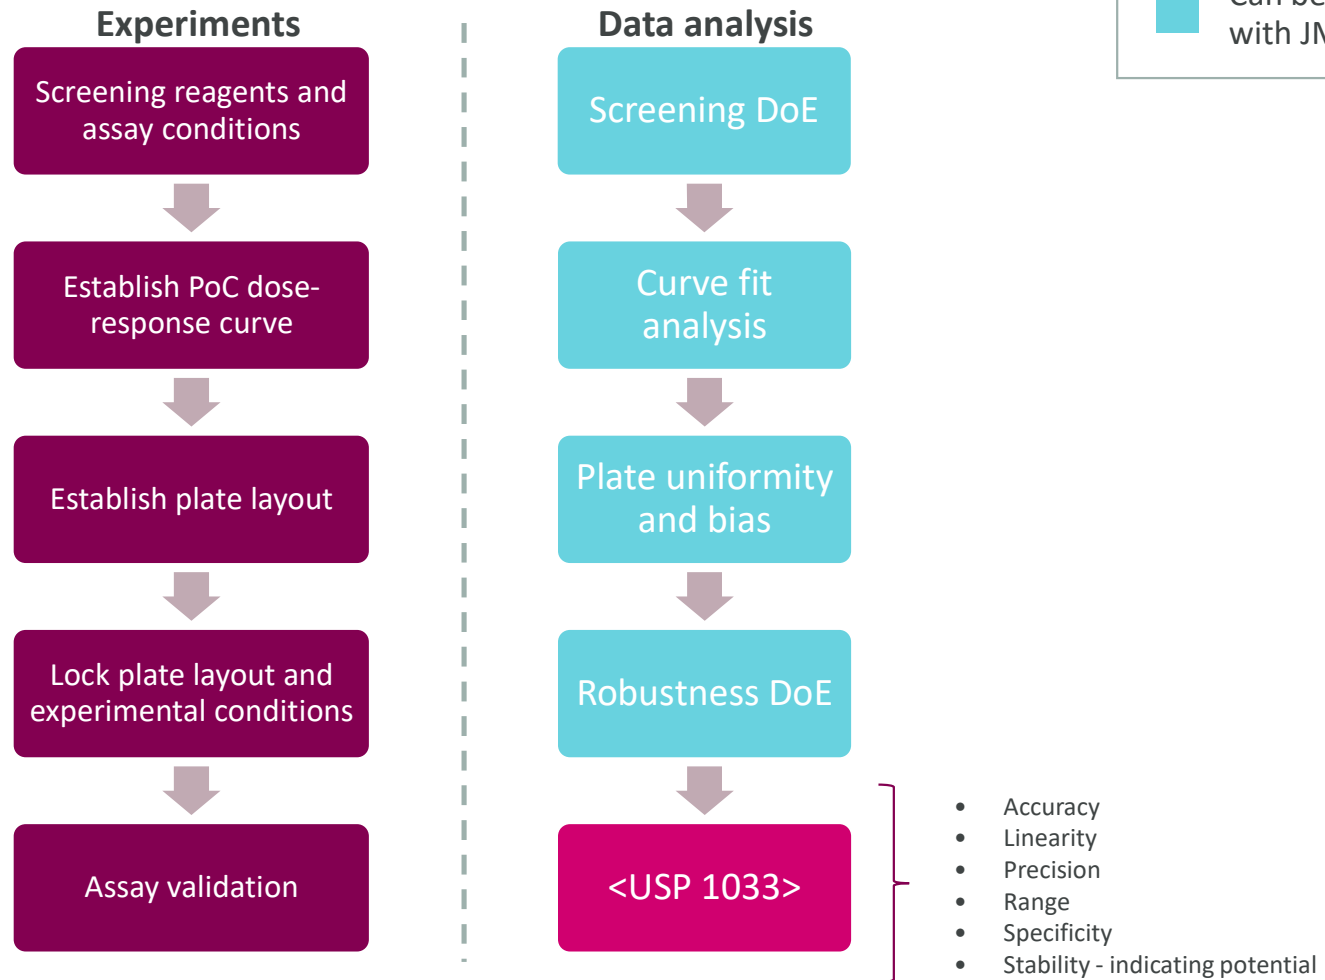 Experiments
Screening reagents and
assay conditions
Establish PoC dose-
response curve
Establish plate layout
Lock plate layout and
experimental conditions
Assay validation
Data analysis
Screening DoE
Curve fit
analysis
Plate uniformity
and bias
Robustness DoE
<USP 1033>
Can be
with
• Accuracy
• Linearity
• Precision
• Range
• Specificity
• Stability - indicating potential